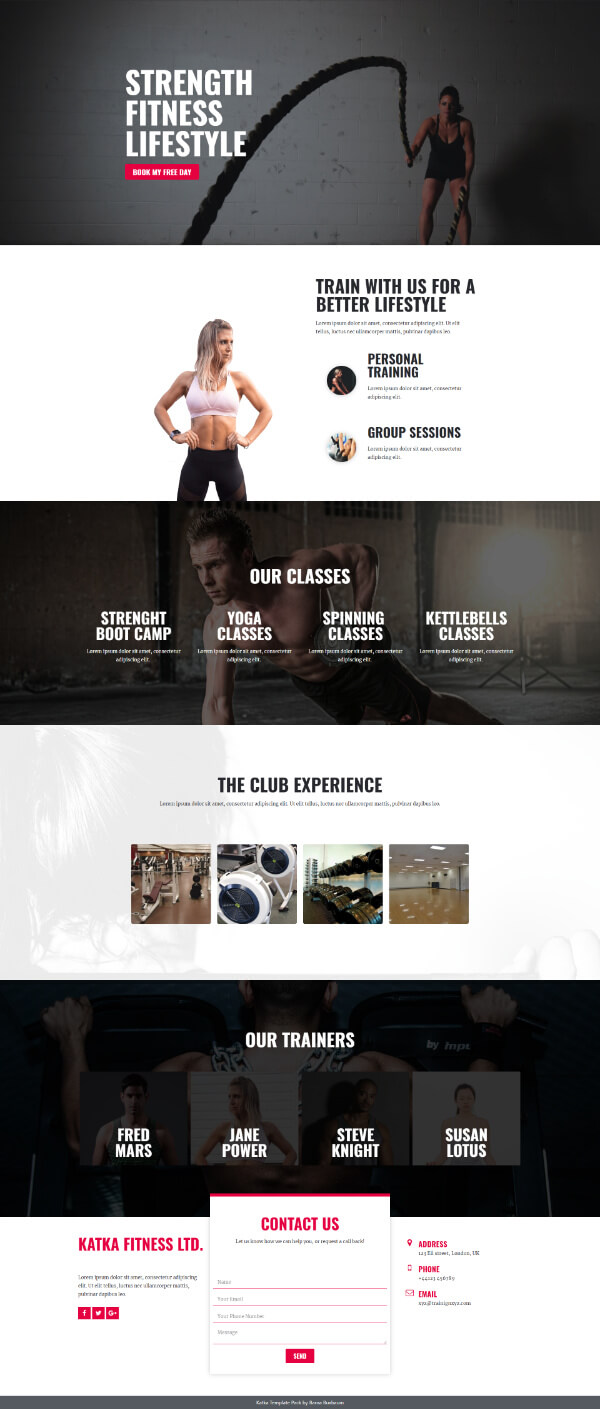 STRENGTH
FITNESS
LIFESTYLE
BOOK MY FREE DAY
TRAIN WITH US FOR A
BETTER LIFESTYLE
Lorem ipsum dolor sit amet, consectetur adipiscing elit. Ut elit
tellus, luctus nec ullamcorper mattis, pulvinar dapibus leo.
PERSONAL
TRAINING
Lorem ipsum dolor sit amet, consectetur
adipiscing elit.
GROUP SESSIONS
Lorem ipsum dolor sit amet, consectetur
adipiscing elit.
OUR CLASSES
STRENGHT
BOOT CAMP
Lorem ipsum dolor sit amet, consectetur
adipiscing elit.
YOGA
CLASSES
Lorem ipsum dolor sit amet, consectetur
adipiscing elit.
SPINNING
CLASSES
Lorem ipsum dolor sit amet, consectetur
adipiscing elit.
KETTLEBELLS
CLASSES
Lorem ipsum dolor sit amet, consectetur
adipiscing elit.
THE CLUB EXPERIENCE
Lorem ipsum dolor sit amet, consectetur adipiscing elit. Ut elit tellus, luctus nec ullamcorper mattis, pulvinar dapibus leo.
OUR TRAINERS
by
FRED
MARS
JANE
POWER
STEVE
KNIGHT
SUSAN
LOTUS
KATKA FITNESS LTD.
Lorem ipsum dolor sit amet, consectetur
adipiscing elit. Ut elit tellus, luctus nec
ullamcorper mattis, pulvinar dapibus leo.
CONTACT US
Let us know how we can help you, or request a call back!
Name
Your Email
Your Phone Number
Message
SEND
ADDRESS
123 Elit street, London, UK
PHONE
EMAIL
Katka Template Pack by